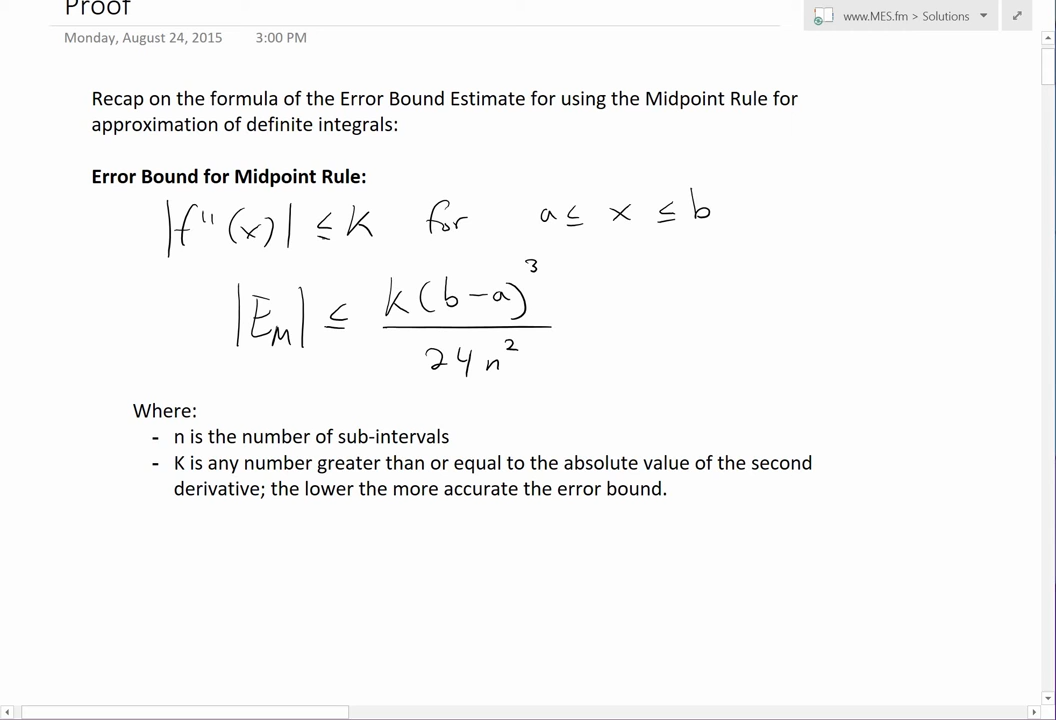 Proof
www.MES.fm > Solutions
Monday, August 24, 2015 3:00 PM
Recap on the formula of the Error Bound Estimate for using the Midpoint Rule for
approximation of definite integrals:
Error Bound for Midpoint Rule:
|f''(x)| ≤ K for a ≤ x ≤ b
|E_M| ≤ K(b-a)³ / 24n²
Where:
- n is the number of sub-intervals
- K is any number greater than or equal to the absolute value of the second
derivative; the lower the more accurate the error bound.